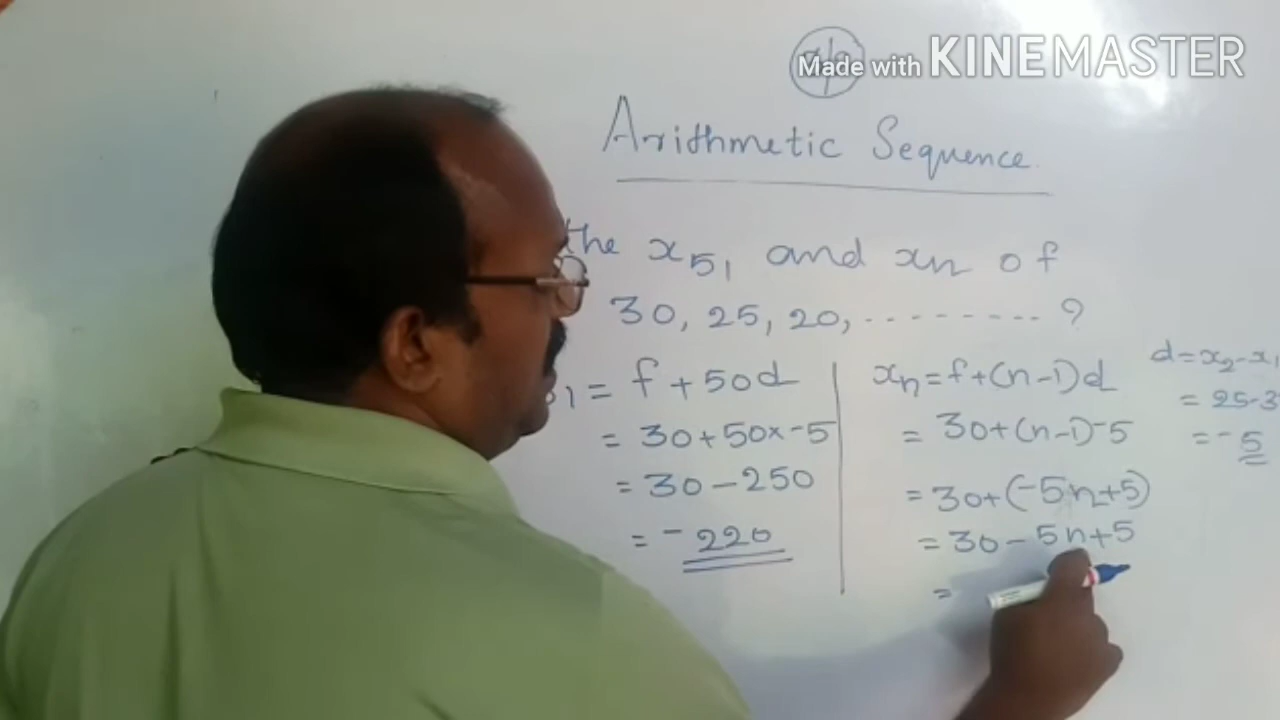 Made with KINEMASTER
Arithmetic Sequence
the x₅₁ and xn of
30, 25, 20, --------- ?
1 = f + 50d
= 30 + 50 x -5
= 30 - 250
= -220
xn = f + (n-1)d
= 30 + (n-1) -5
= 30 + (-5n + 5)
= 30 - 5n + 5
=
d = x₂ - x₁
= 25-3
= -5